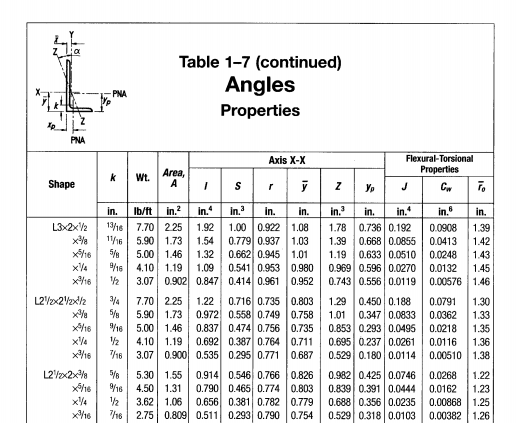 Table 1–7 (continued)
Angles
Properties
Y
x̄
Z
α
X
PNA
ȳ
k
yp
xp
Z
PNA
Shape k Wt. Area, A Axis X-X Flexural-Torsional Properties
I S r ȳ Z yp J Cw r̄o
in. lb/ft in.² in.⁴ in.³ in. in. in.³ in. in.⁴ in.⁶ in.
L3×2×1/2 13/16 7.70 2.25 1.92 1.00 0.922 1.08 1.78 0.736 0.192 0.0908 1.39
×3/8 11/16 5.90 1.73 1.54 0.779 0.937 1.03 1.39 0.668 0.0855 0.0413 1.42
×5/16 5/8 5.00 1.46 1.32 0.662 0.945 1.01 1.19 0.633 0.0510 0.0248 1.43
×1/4 9/16 4.10 1.19 1.09 0.541 0.953 0.980 0.969 0.596 0.0270 0.0132 1.45
×3/16 1/2 3.07 0.902 0.847 0.414 0.961 0.952 0.743 0.556 0.0119 0.00576 1.46
L2 1/2×2 1/2×1/2 3/4 7.70 2.25 1.22 0.716 0.735 0.803 1.29 0.450 0.188 0.0791 1.30
×3/8 5/8 5.90 1.73 0.972 0.558 0.749 0.758 1.01 0.347 0.0833 0.0362 1.33
×5/16 9/16 5.00 1.46 0.837 0.474 0.756 0.735 0.853 0.293 0.0495 0.0218 1.35
×1/4 1/2 4.10 1.19 0.692 0.387 0.764 0.711 0.695 0.237 0.0261 0.0116 1.36
×3/16 7/16 3.07 0.900 0.535 0.295 0.771 0.687 0.529 0.180 0.0114 0.00510 1.38
L2 1/2×2×3/8 5/8 5.30 1.55 0.914 0.546 0.766 0.826 0.982 0.425 0.0746 0.0268 1.22
×5/16 9/16 4.50 1.31 0.790 0.465 0.774 0.803 0.839 0.391 0.0444 0.0162 1.23
×1/4 1/2 3.62 1.06 0.656 0.381 0.782 0.779 0.688 0.356 0.0235 0.00868 1.25
×3/16 7/16 2.75 0.809 0.511 0.293 0.790 0.754 0.529 0.318 0.0103 0.00382 1.26